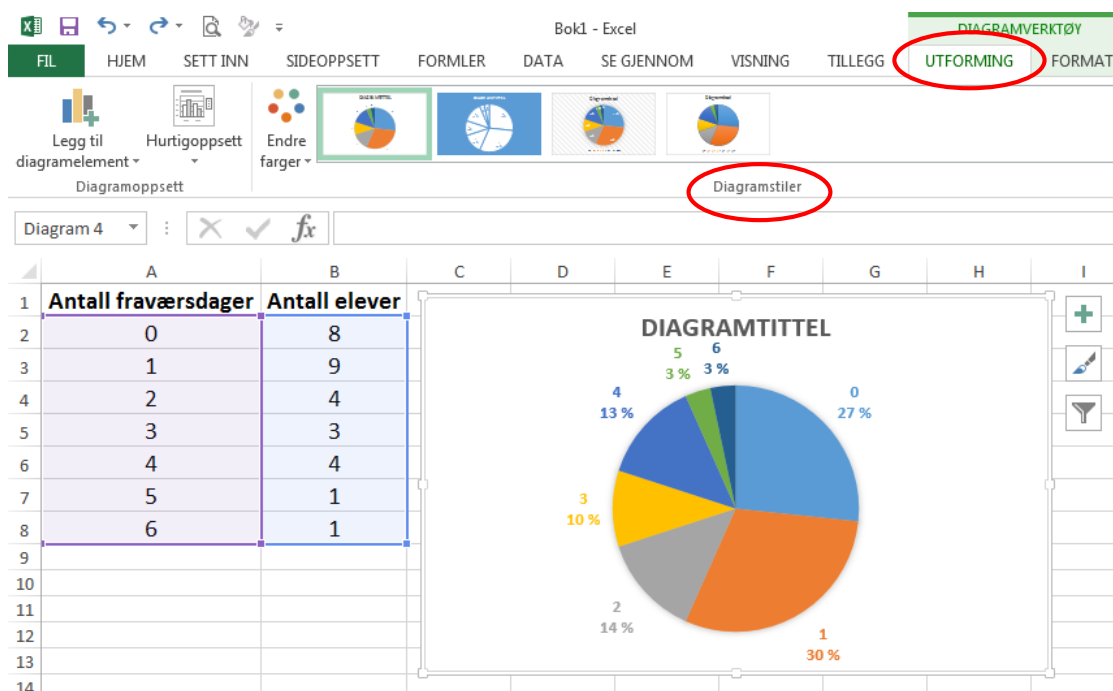 Bok1 - Excel
DIAGRAMVERKTØY
FIL HJEM SETT INN SIDEOPPSETT FORMLER DATA SE GJENNOM VISNING TILLEGG UTFORMING FORMAT
Legg til diagramelement
Hurtigoppsett
Endre farger
Diagramoppsett
Diagramstiler
Diagram 4
fx
A B C D E F G H I
1 Antall fraværsdager Antall elever
2 0 8
3 1 9
4 2 4
5 3 3
6 4 4
7 5 1
8 6 1
9
10
11
12
13
14
DIAGRAMTITTEL
0
27 %
1
30 %
2
14 %
3
10 %
4
13 %
5
3 %
6
3 %